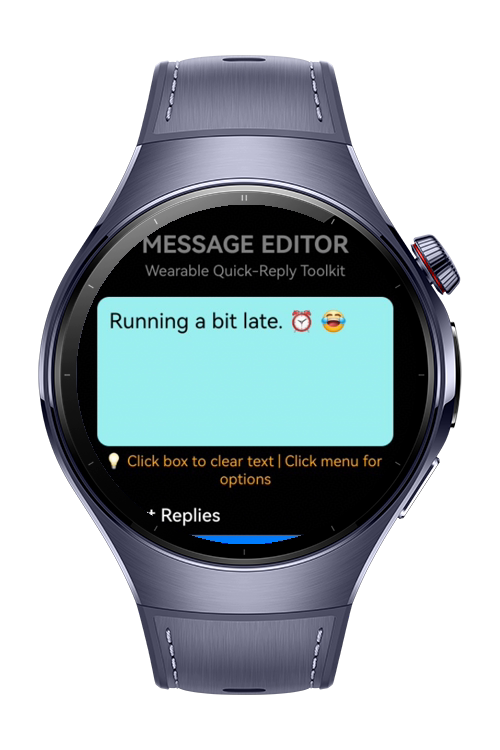 MESSAGE EDITOR
Wearable Quick-Reply Toolkit
Running a bit late. ⏰ 😂
💡 Click box to clear text | Click menu for
options
Replies